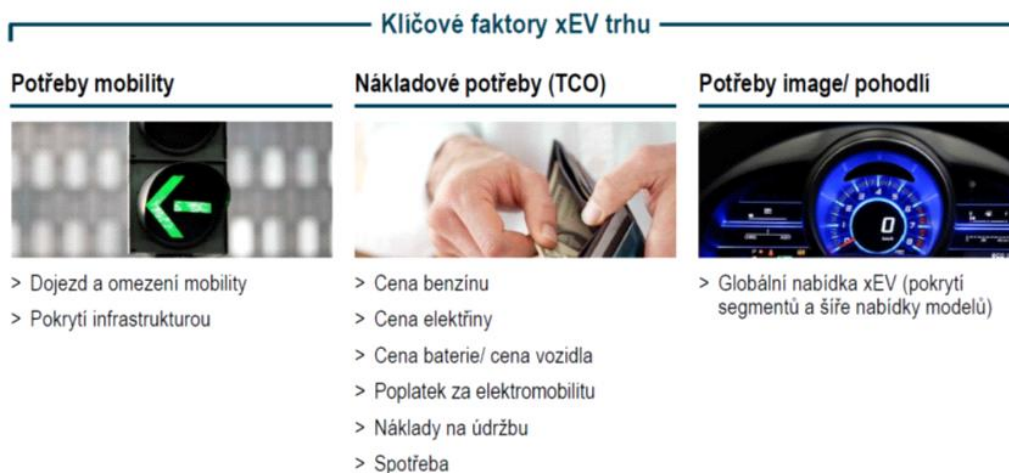 Klíčové faktory xEV trhu
Potřeby mobility
> Dojezd a omezení mobility
> Pokrytí infrastrukturou
Nákladové potřeby (TCO)
> Cena benzínu
> Cena elektřiny
> Cena baterie/ cena vozidla
> Poplatek za elektromobilitu
> Náklady na údržbu
> Spotřeba
Potřeby image/ pohodlí
0
> Globální nabídka xEV (pokrytí
segmentů a šíře nabídky modelů)